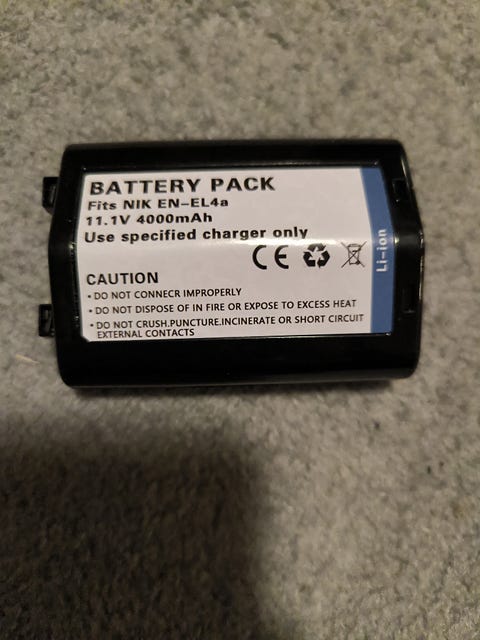 BATTERY PACK
Fits NIK EN-EL4a
11.1V 4000mAh
Use specified charger only
CE
Li-ion
CAUTION
• DO NOT CONNECR IMPROPERLY
• DO NOT DISPOSE OF IN FIRE OR EXPOSE TO EXCESS HEAT
• DO NOT CRUSH.PUNCTURE.INCINERATE OR SHORT CIRCUIT
EXTERNAL CONTACTS